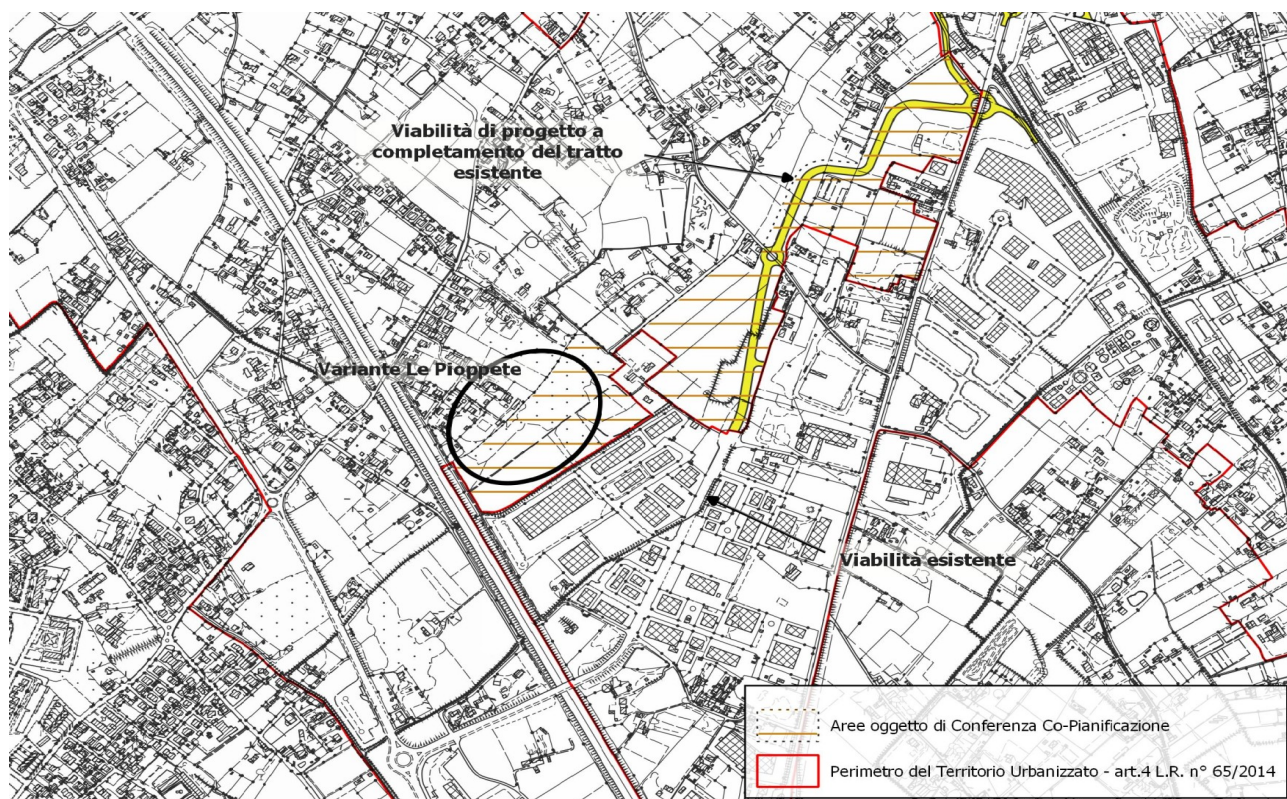 Viabilità di progetto a
completamento del tratto
esistente
Variante Le Pioppete
Viabilità esistente
Aree oggetto di Conferenza Co-Pianificazione
Perimetro del Territorio Urbanizzato - art.4 L.R. n° 65/2014